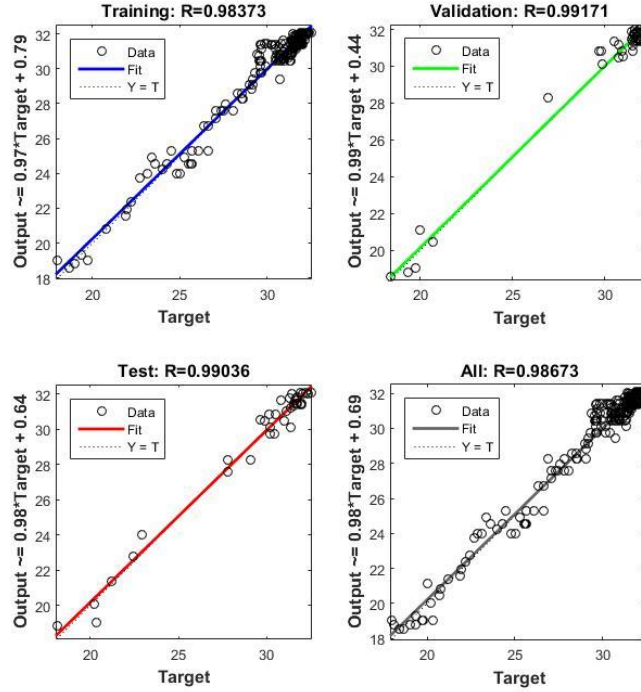 Training: R=0.98373
Output ~= 0.97*Target + 0.79
32
30
28
26
24
22
20
18
Data
Fit
Y = T
20
25
30
Target
Validation: R=0.99171
Output ~= 0.99*Target + 0.44
32
30
28
26
24
22
20
Data
Fit
Y = T
20
25
30
Target
Test: R=0.99036
Output ~= 0.98*Target + 0.64
32
30
28
26
24
22
20
Data
Fit
Y = T
20
25
30
Target
All: R=0.98673
Output ~= 0.98*Target + 0.69
32
30
28
26
24
22
20
18
Data
Fit
Y = T
20
25
30
Target